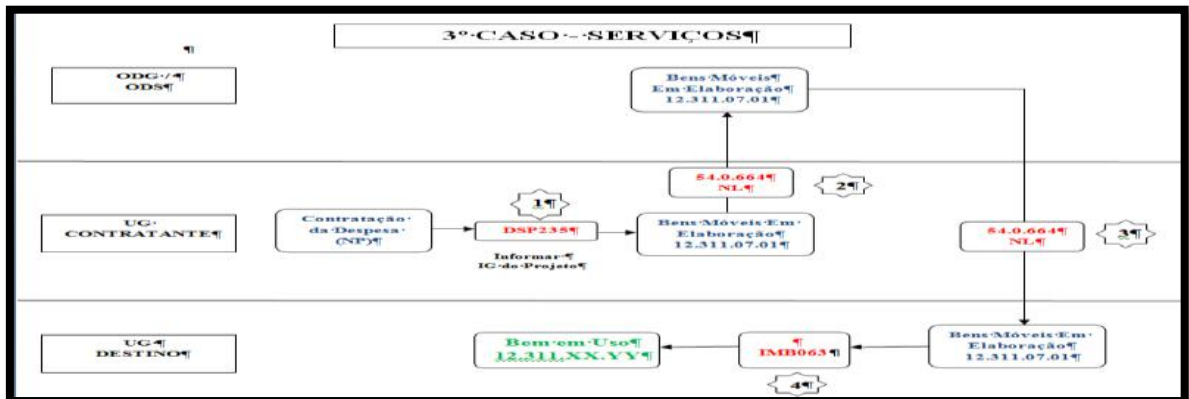 3º·CASO·-·SERVIÇOS¶
¶
ODG·/·¶
ODS¶
Bens·Móveis¶
Em·Elaboração¶
12.311.07.01¶
54.0.664¶
NL¶
2¶
UG·
CONTRATANTE¶
Contratação·
da·Despesa·
(NP)¶
1¶
DSP235¶
Informar·¶
IG·do·Projeto¶
Bens·Móveis·Em·
Elaboração¶
12.311.07.01¶
54.0.664¶
NL¶
3¶
UG·¶
DESTINO¶
Bem·em·Uso¶
12.311.XX.YY¶
¶
IMB063¶
4¶
Bens·Móveis·Em·
Elaboração¶
12.311.07.01¶